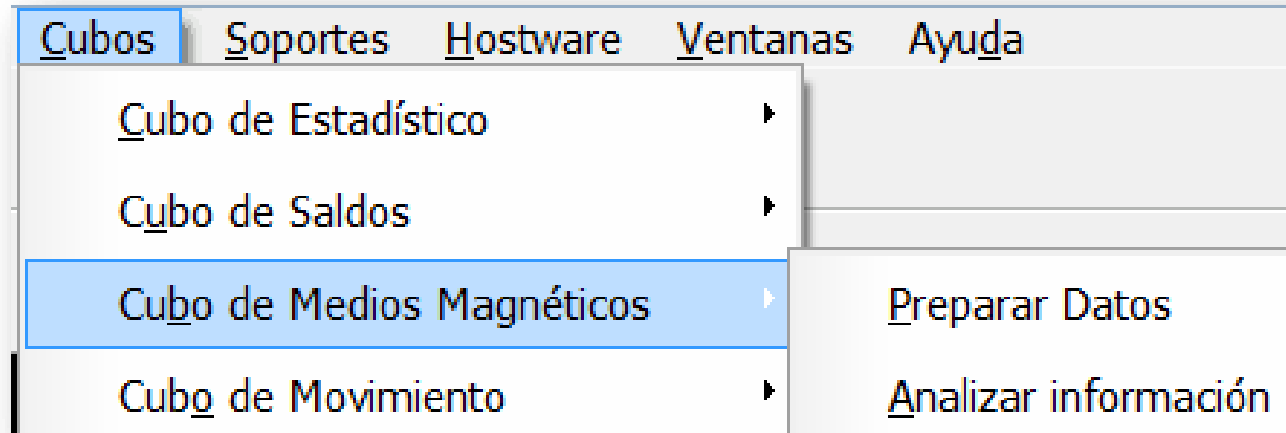 Cubos Soportes Hostware Ventanas Ayuda
Cubo de Estadístico
Cubo de Saldos
Cubo de Medios Magnéticos Preparar Datos
Cubo de Movimiento Analizar información